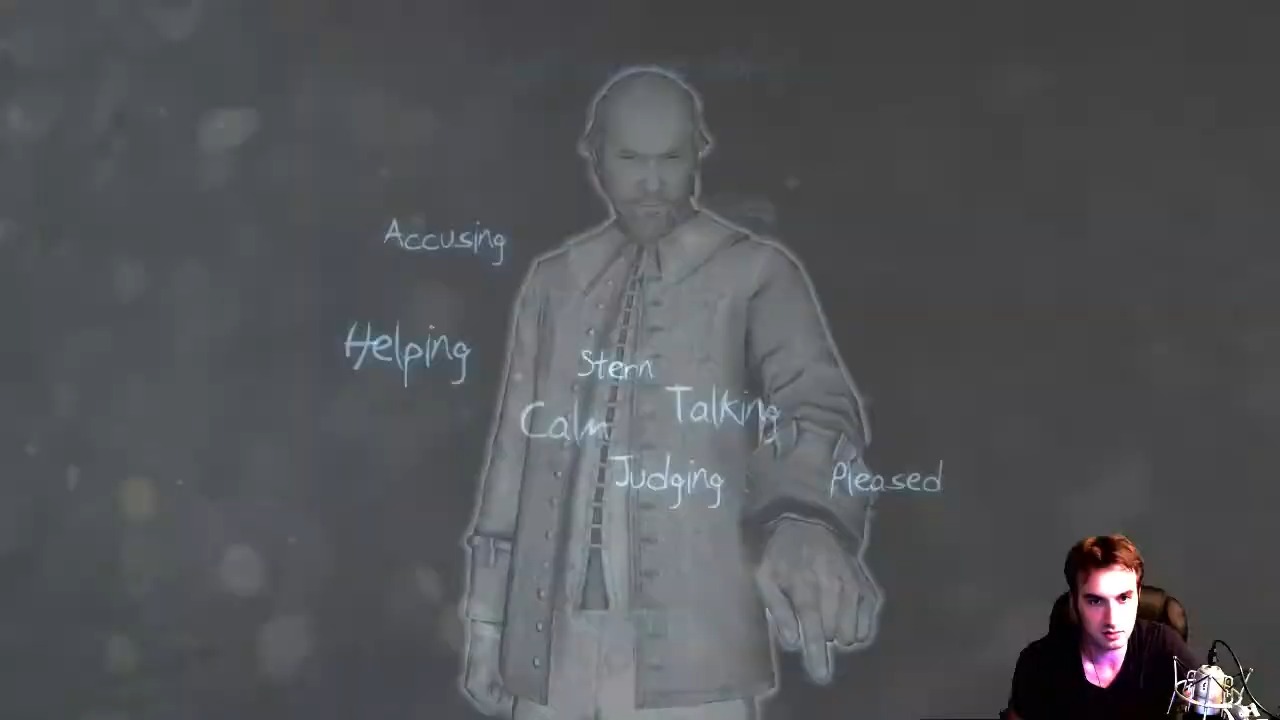 Accusing
Helping
Stern
Calm
Talking
Judging
Pleased